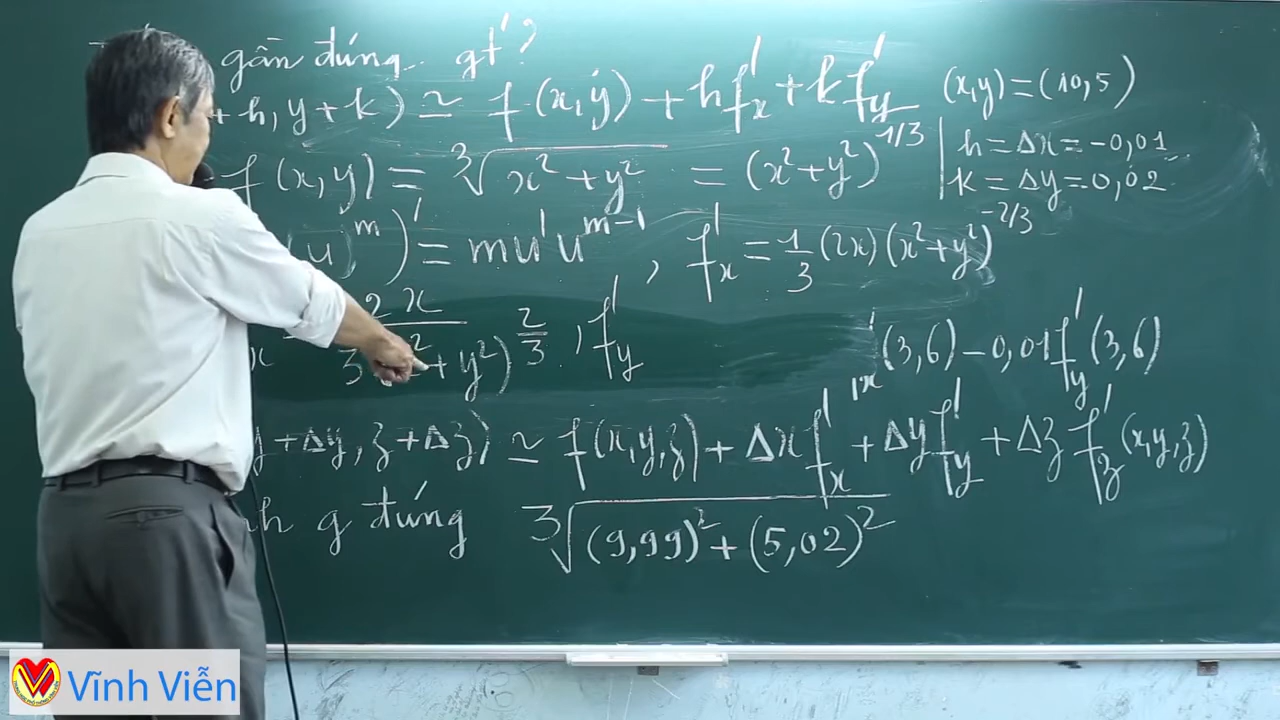 gần đúng gt?
+ h, y + k) ≃ f(x,y) + hf'x + kf'y (x,y) = (10,5)
f(x,y) = ∛(x² + y²) = (x² + y²)^1/3
h = Δx = -0,01
k = Δy = 0,02
(u^m)' = mu'u^m-1, f'x = 1/3 (2x)(x² + y²)^-2/3
2x / 3 + y²)^2/3, f'y
'x (3,6) - 0,01 f'y (3,6)
y + Δy, z + Δz) ≃ f(x,y,z) + Δx f'x + Δy f'y + Δz f'z (x,y,z)
g đúng ∛((9,99)² + (5,02)²)
Vĩnh Viễn